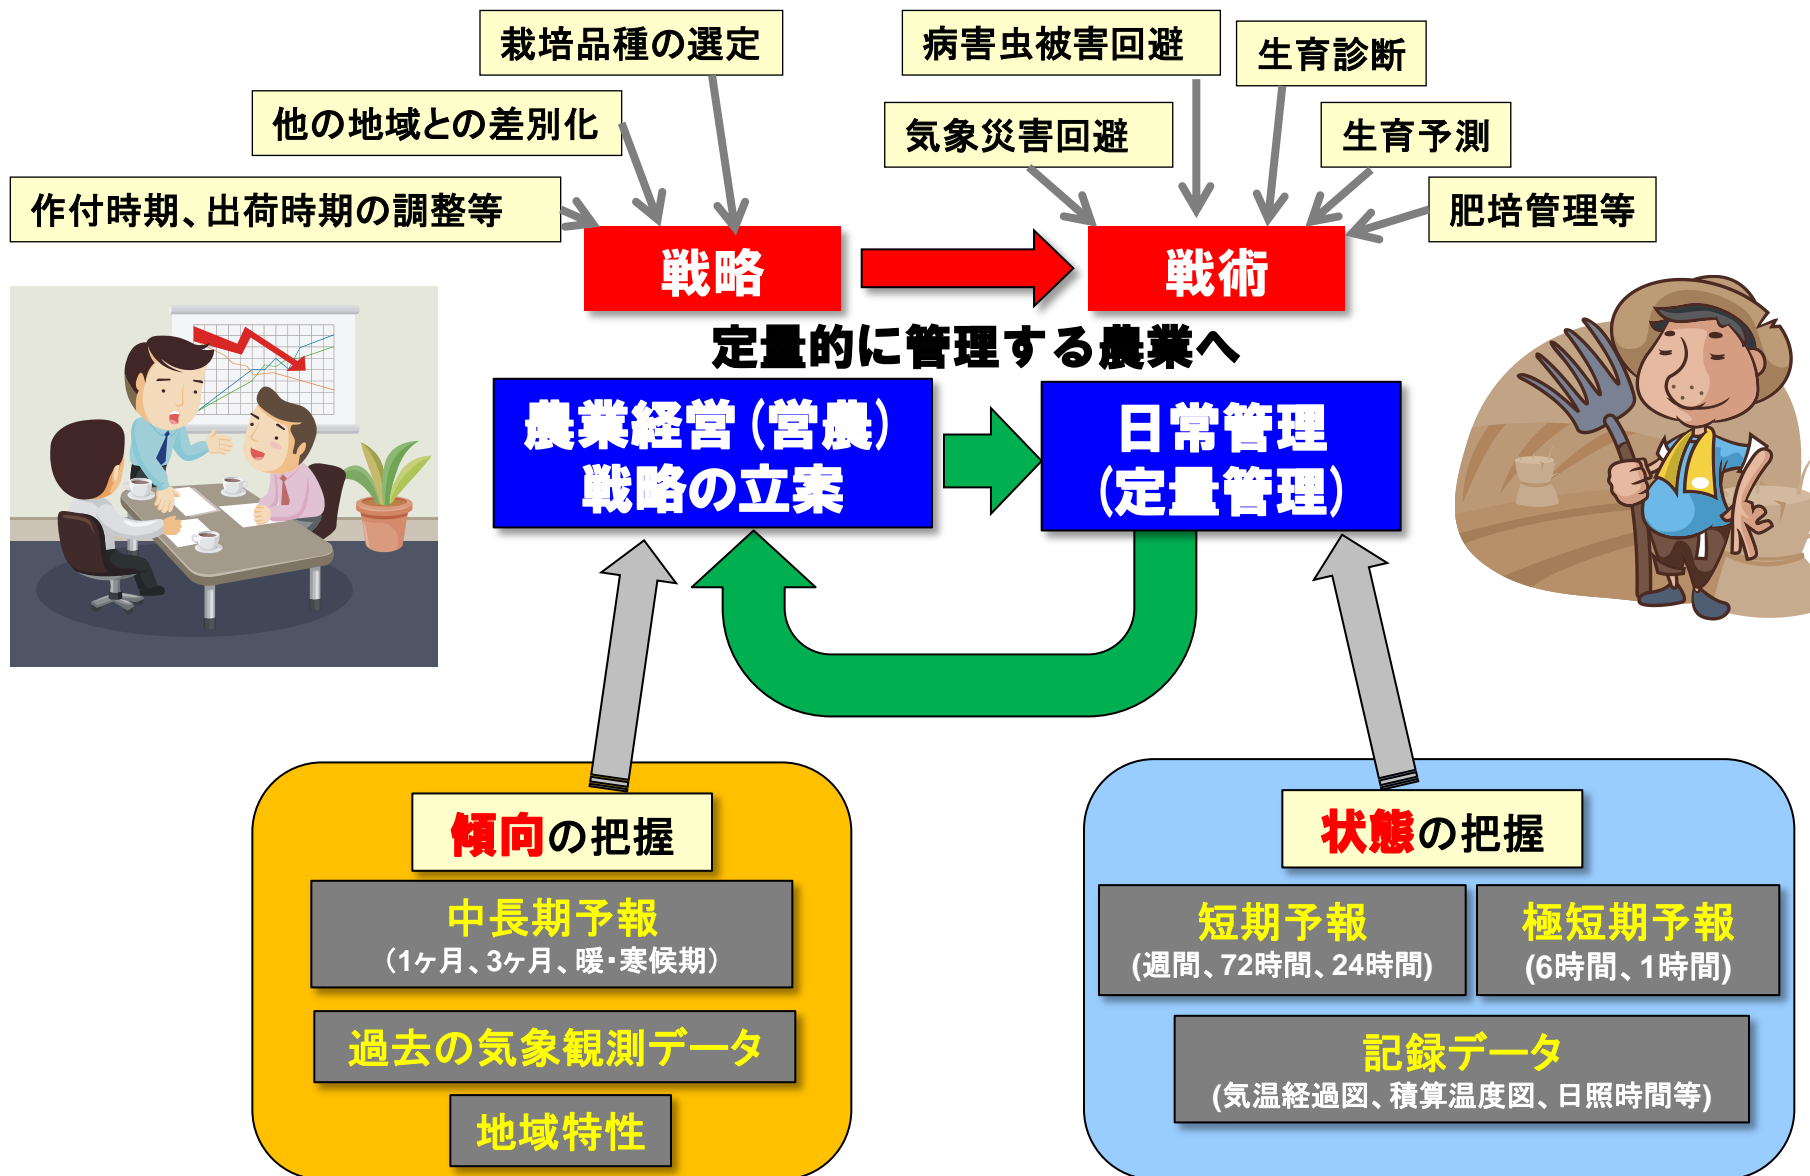 栽培品種の選定
病害虫被害回避
生育診断
他の地域との差別化
気象災害回避
生育予測
作付時期、出荷時期の調整等
肥培管理等
戦略
戦術
定量的に管理する農業へ
農業経営(営農)
戦略の立案
日常管理
(定量管理)
傾向の把握
中長期予報
(1ヶ月、3ヶ月、暖・寒候期)
過去の気象観測データ
地域特性
状態の把握
短期予報
(週間、72時間、24時間)
極短期予報
(6時間、1時間)
記録データ
(気温経過図、積算温度図、日照時間等)